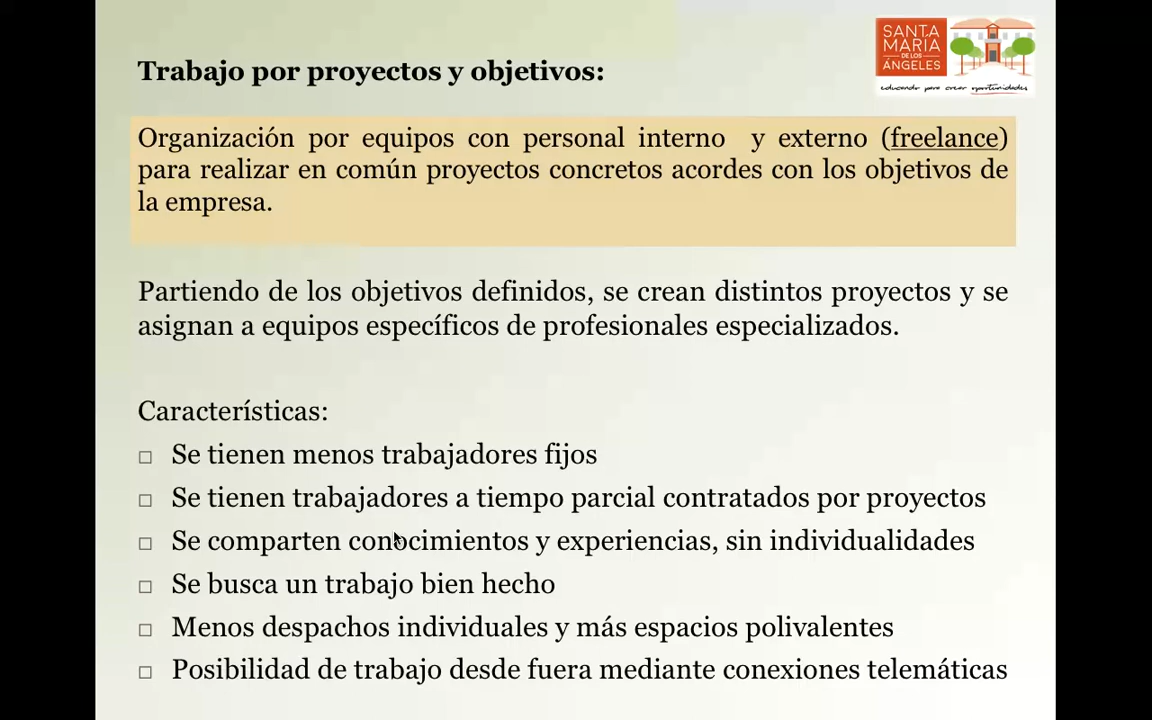 SANTA
MARIA
DE LOS
ÁNGELES
educando para crear oportunidades
Trabajo por proyectos y objetivos:
Organización por equipos con personal interno y externo (freelance)
para realizar en común proyectos concretos acordes con los objetivos de
la empresa.
Partiendo de los objetivos definidos, se crean distintos proyectos y se
asignan a equipos específicos de profesionales especializados.
Características:
□ Se tienen menos trabajadores fijos
□ Se tienen trabajadores a tiempo parcial contratados por proyectos
□ Se comparten conocimientos y experiencias, sin individualidades
□ Se busca un trabajo bien hecho
□ Menos despachos individuales y más espacios polivalentes
□ Posibilidad de trabajo desde fuera mediante conexiones telemáticas